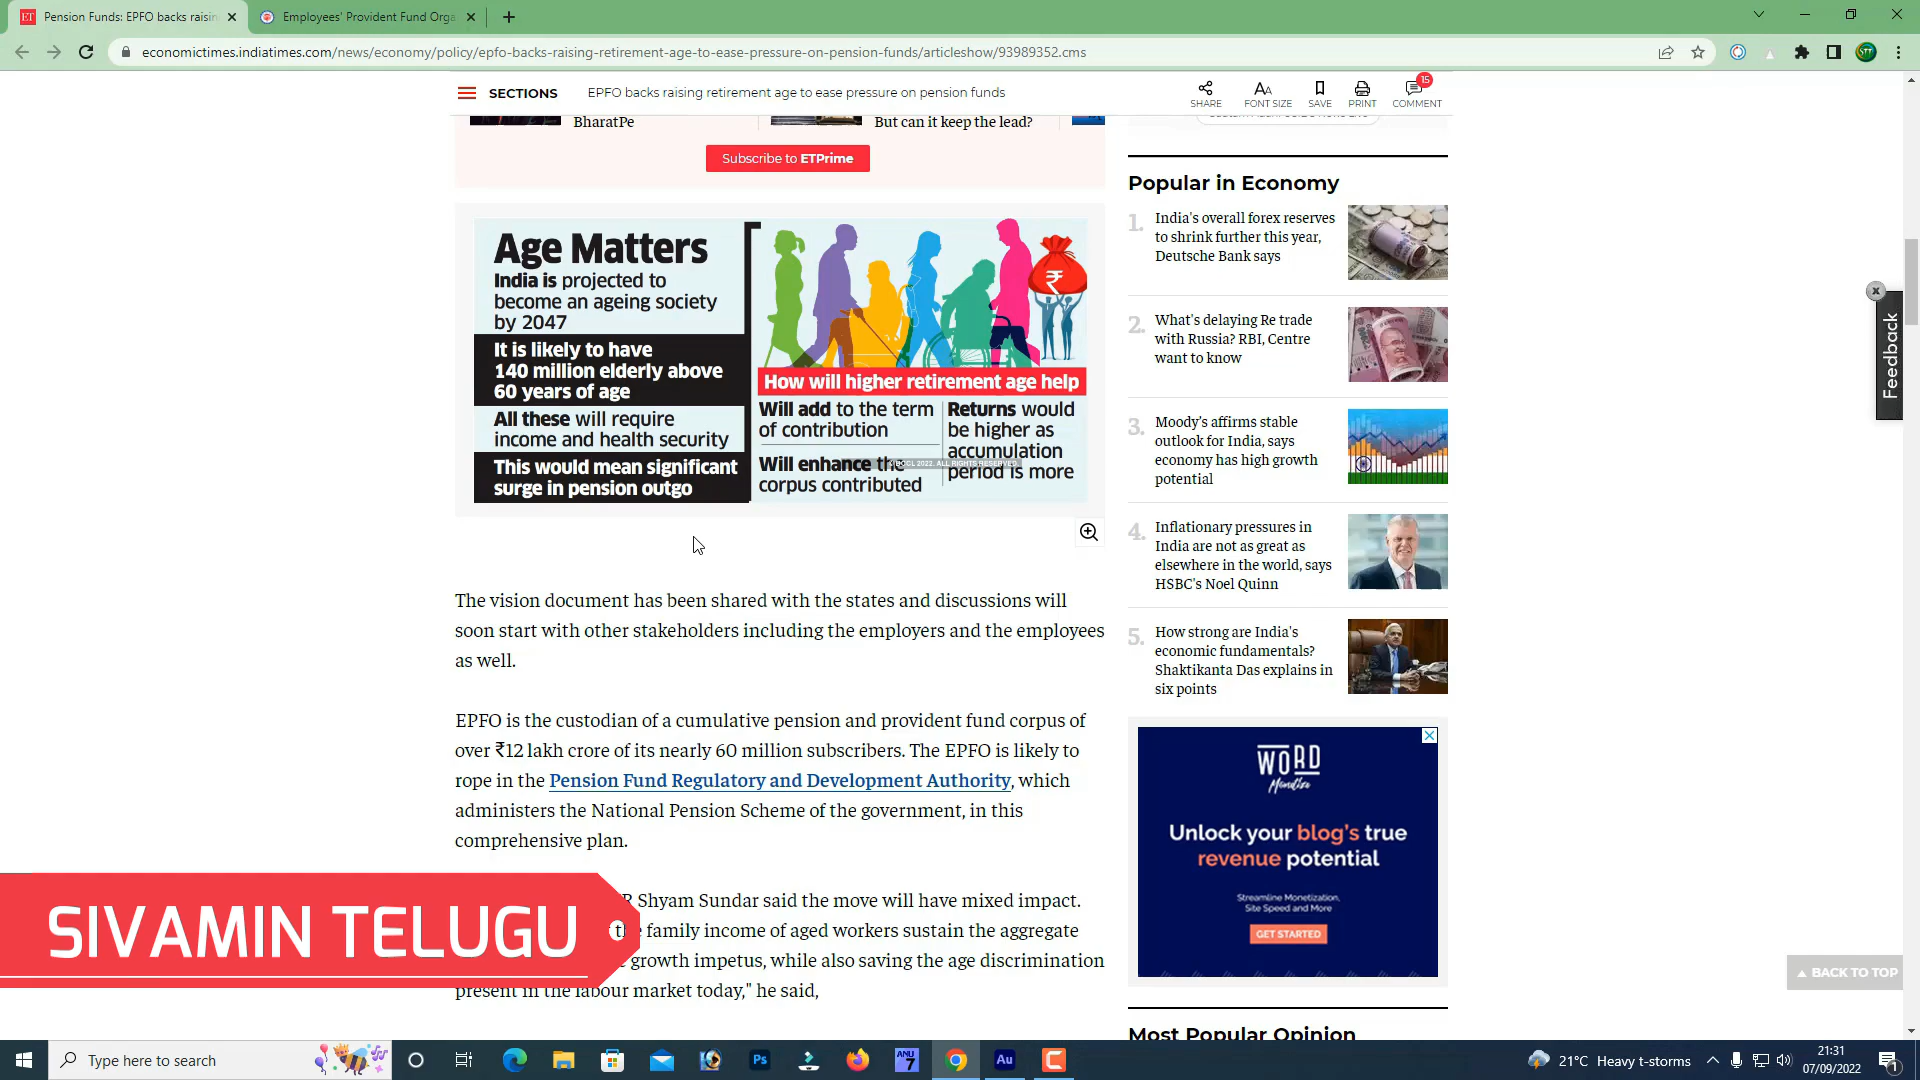 Pension Funds: EPFO backs raisin
Employees' Provident Fund Orga
economictimes.indiatimes.com/news/economy/policy/epfo-backs-raising-retirement-age-to-ease-pressure-on-pension-funds/articleshow/93989352.cms
SECTIONS
EPFO backs raising retirement age to ease pressure on pension funds
SHARE
FONT SIZE
SAVE
PRINT
15
COMMENT
BharatPe
But can it keep the lead?
Subscribe to ETPrime
Age Matters
India is projected to
become an ageing society
by 2047
It is likely to have
140 million elderly above
60 years of age
All these will require
income and health security
This would mean significant
surge in pension outgo
₹
How will higher retirement age help
Will add to the term
of contribution
Will enhance the
corpus contributed
Returns would
be higher as
accumulation
period is more
The vision document has been shared with the states and discussions will
soon start with other stakeholders including the employers and the employees
as well.
EPFO is the custodian of a cumulative pension and provident fund corpus of
over ₹12 lakh crore of its nearly 60 million subscribers. The EPFO is likely to
rope in the Pension Fund Regulatory and Development Authority, which
administers the National Pension Scheme of the government, in this
comprehensive plan.
R Shyam Sundar said the move will have mixed impact.
the family income of aged workers sustain the aggregate
growth impetus, while also saving the age discrimination
present in the labour market today," he said,
SIVAMIN TELUGU
Popular in Economy
1. India's overall forex reserves
to shrink further this year,
Deutsche Bank says
2. What's delaying Re trade
with Russia? RBI, Centre
want to know
3. Moody's affirms stable
outlook for India, says
economy has high growth
potential
4. Inflationary pressures in
India are not as great as
elsewhere in the world, says
HSBC's Noel Quinn
5. How strong are India's
economic fundamentals?
Shaktikanta Das explains in
six points
WORD
Monetize
Unlock your blog's true
revenue potential
Streamline Monetization,
Site Speed and More
GET STARTED
Most Popular Opinion
Feedback
BACK TO TOP
Type here to search
Ps
ANU
7
Au
21°C Heavy t-storms
21:31
07/09/2022
1